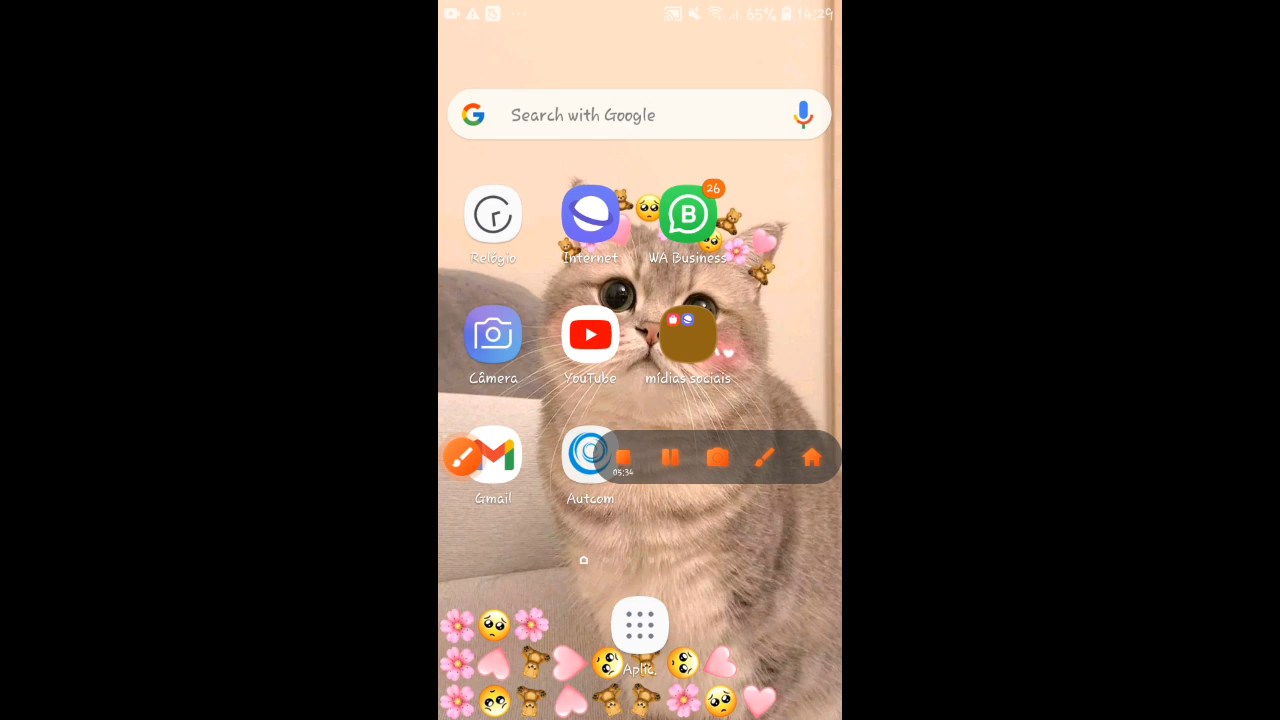 65% 14:29
Search with Google
26
Relógio Internet WA Business
Câmera YouTube mídias sociais
05:34
Gmail Autcom
Aplic.